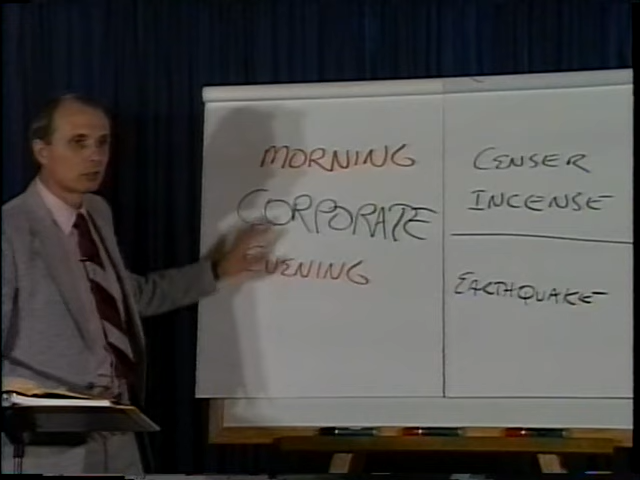 MORNING
CORPORATE
EVENING
CENSER
INCENSE
EARTHQUAKE